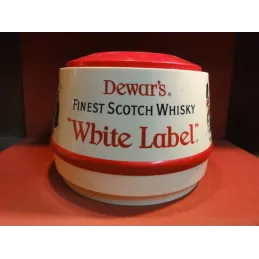 Dewar's®
FINEST SCOTCH WHISKY
"White Label"